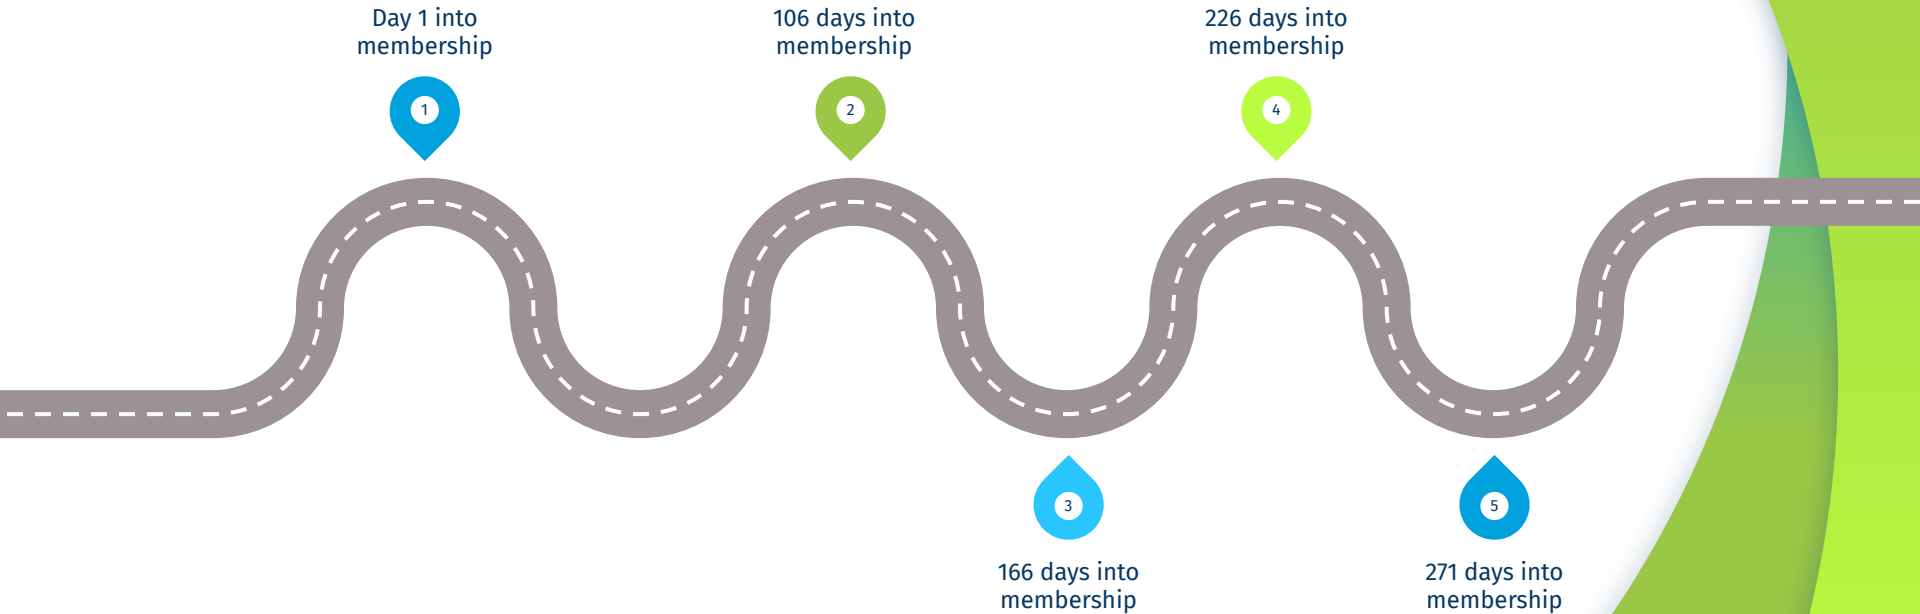 Day 1 into
membership
1
106 days into
membership
2
226 days into
membership
4
3
166 days into
membership
5
271 days into
membership